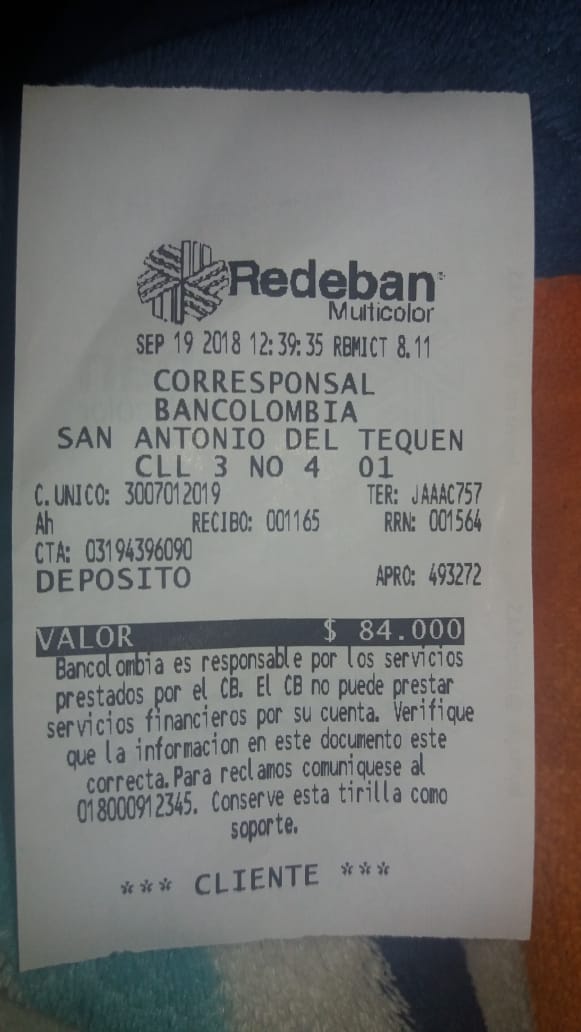 Redeban
Multicolor
SEP 19 2018 12:39:35 RBMICT 8.11
CORRESPONSAL
BANCOLOMBIA
SAN ANTONIO DEL TEQUEN
CLL 3 NO 4 01
C.UNICO: 3007012019 TER: JAAAC757
Ah RECIBO: 001165 RRN: 001564
CTA: 03194396090
DEPOSITO APRO: 493272
VALOR $ 84.000
Bancolombia es responsable por los servicios
prestados por el CB. El CB no puede prestar
servicios financieros por su cuenta. Verifique
que la informacion en este documento este
correcta.Para reclamos comuniquese al
018000912345. Conserve esta tirilla como
soporte.
*** CLIENTE ***